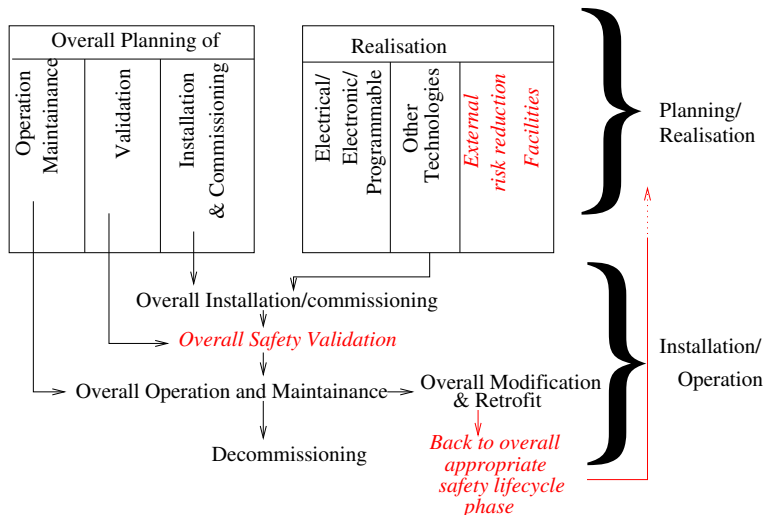 Overall Planning of
Operation
Maintainance
Validation
Installation
& Commissioning
Realisation
Electrical/
Electronic/
Programmable
Other
Technologies
External
risk reduction
Facilities
Planning/
Realisation
Overall Installation/commissioning
Overall Safety Validation
Overall Operation and Maintainance
Overall Modification
& Retrofit
Decommissioning
Back to overall
appropriate
safety lifecycle
phase
Installation/
Operation